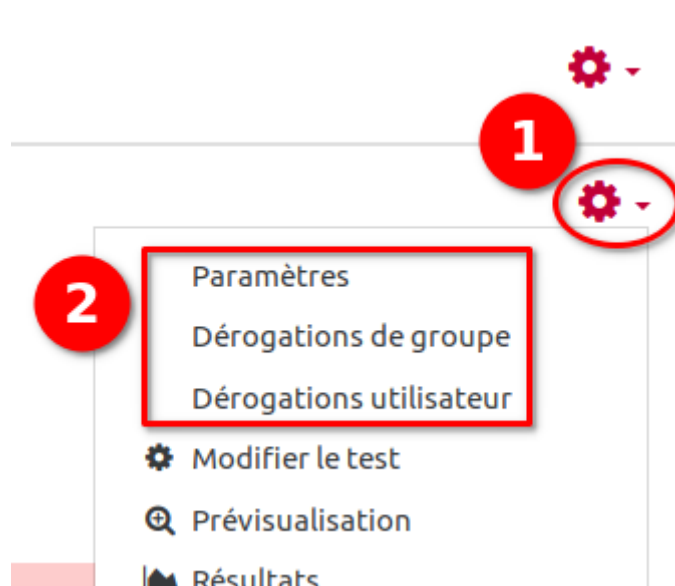 1
2
Paramètres
Dérogations de groupe
Dérogations utilisateur
Modifier le test
Prévisualisation
Résultats